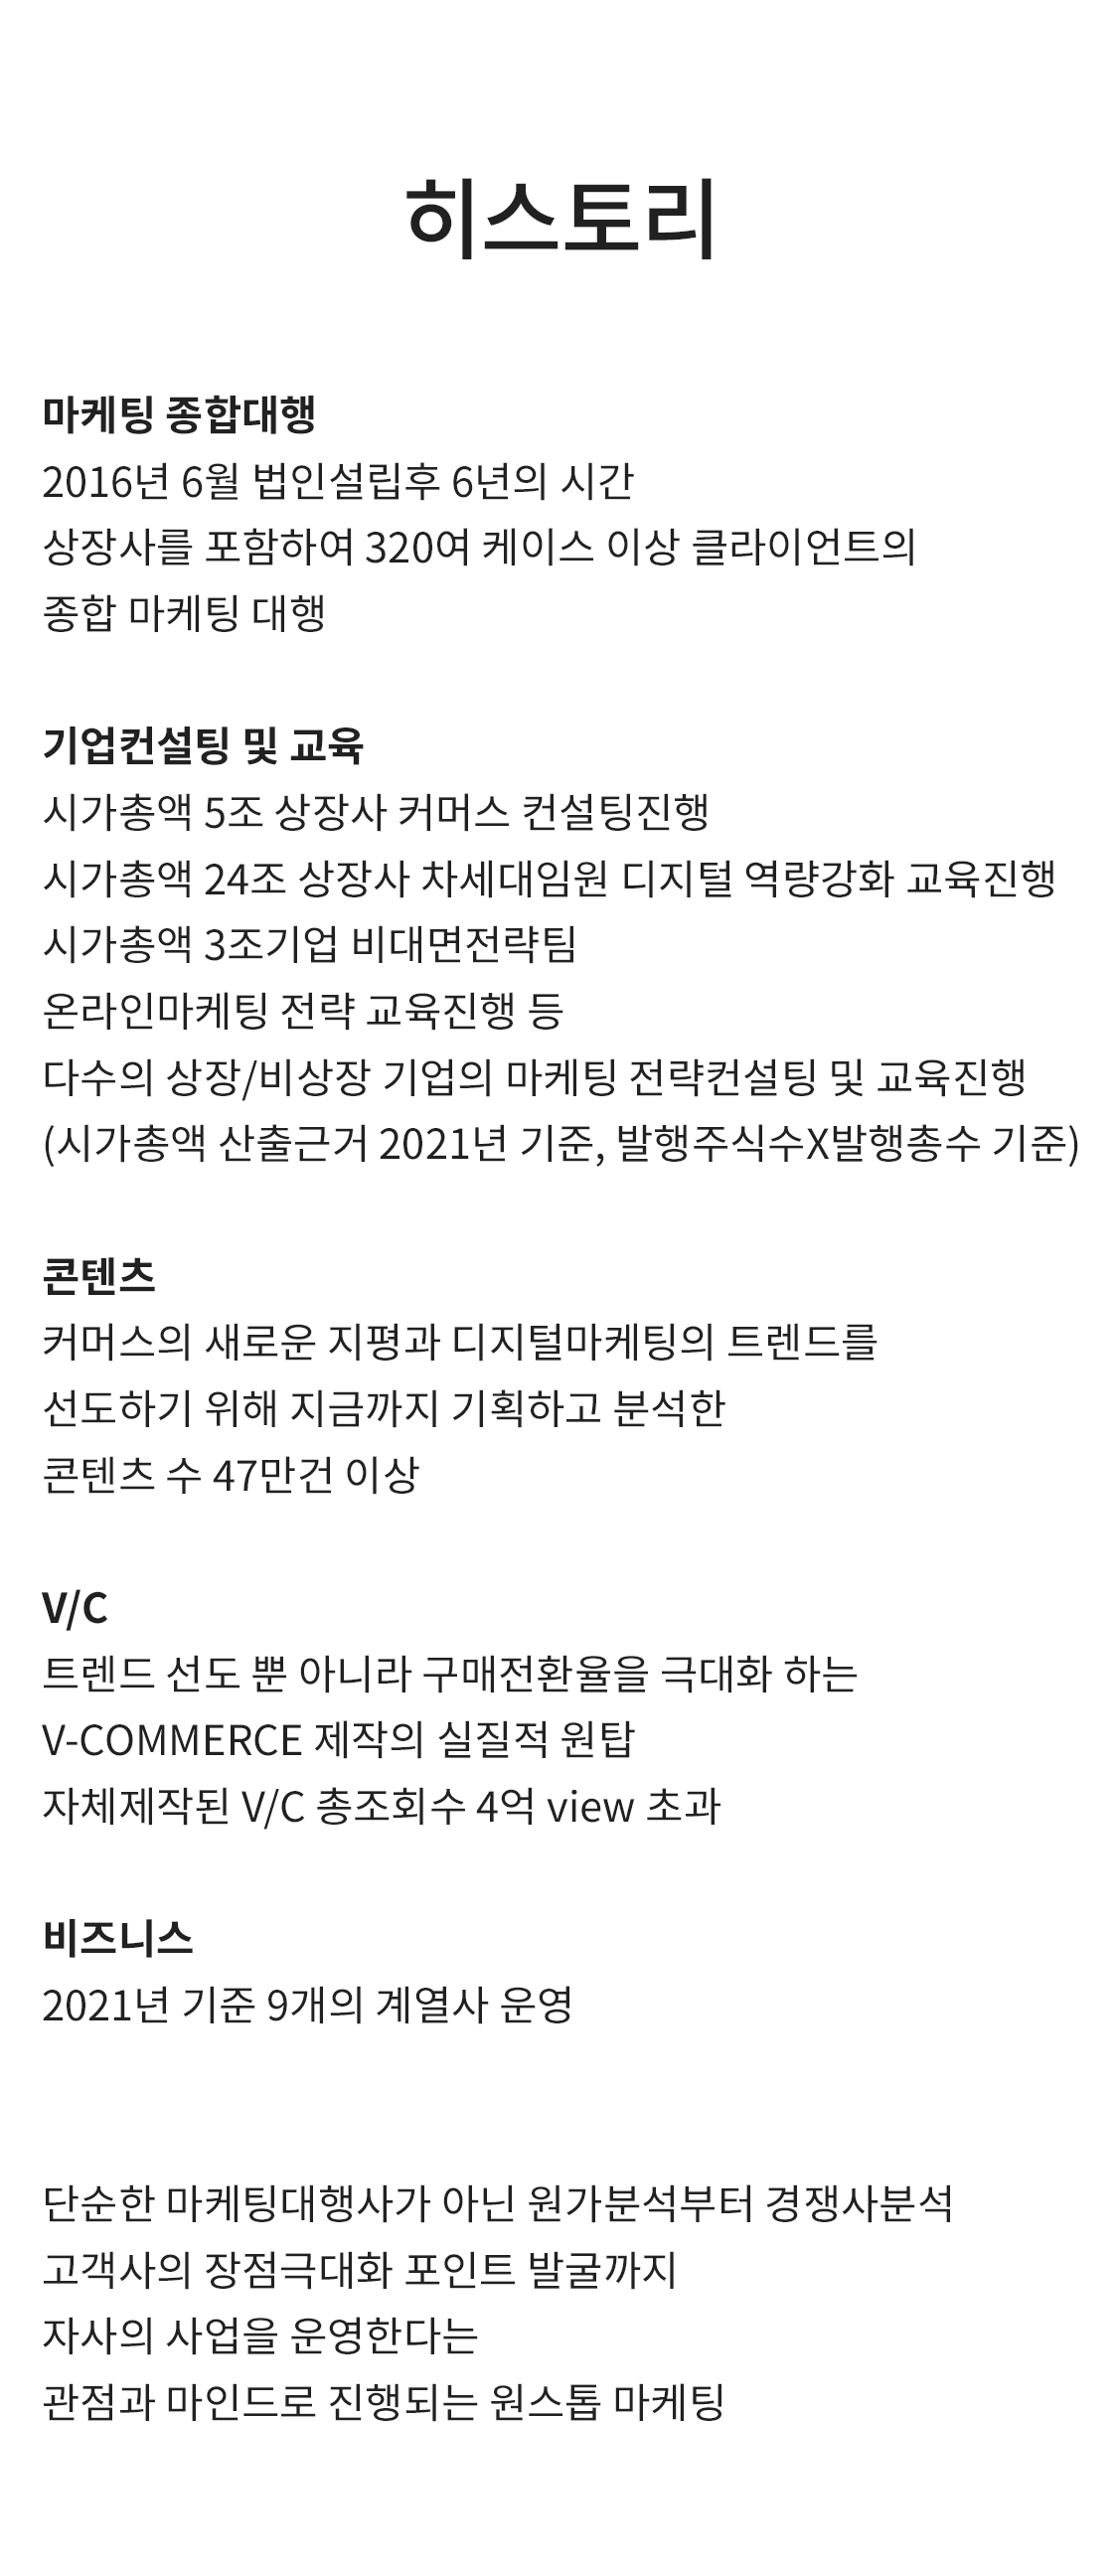 히스토리
마케팅 종합대행
2016년 6월 법인설립후 6년의 시간
상장사를 포함하여 320여 케이스 이상 클라이언트의
종합 마케팅 대행
기업컨설팅 및 교육
시가총액 5조 상장사 커머스 컨설팅진행
시가총액 24조 상장사 차세대임원 디지털 역량강화 교육진행
시가총액 3조기업 비대면전략팀
온라인마케팅 전략 교육진행 등
다수의 상장/비상장 기업의 마케팅 전략컨설팅 및 교육진행
(시가총액 산출근거 2021년 기준, 발행주식수X발행총수 기준)
콘텐츠
커머스의 새로운 지평과 디지털마케팅의 트렌드를
선도하기 위해 지금까지 기획하고 분석한
콘텐츠 수 47만건 이상
V/C
트렌드 선도 뿐 아니라 구매전환율을 극대화 하는
V-COMMERCE 제작의 실질적 원탑
자체제작된 V/C 총조회수 4억 view 초과
비즈니스
2021년 기준 9개의 계열사 운영
단순한 마케팅대행사가 아닌 원가분석부터 경쟁사분석
고객사의 장점극대화 포인트 발굴까지
자사의 사업을 운영한다는
관점과 마인드로 진행되는 원스톱 마케팅